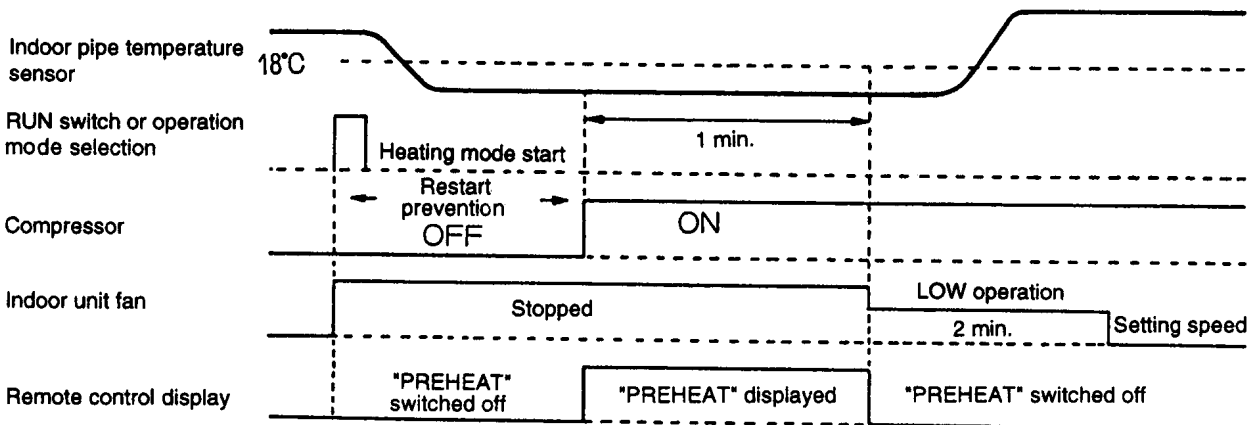 Indoor pipe temperature
sensor
18°C
RUN switch or operation
mode selection
Heating mode start
1 min.
Restart
prevention
OFF
ON
Compressor
Indoor unit fan
Stopped
LOW operation
2 min.
Setting speed
Remote control display
"PREHEAT"
switched off
"PREHEAT" displayed
"PREHEAT" switched off